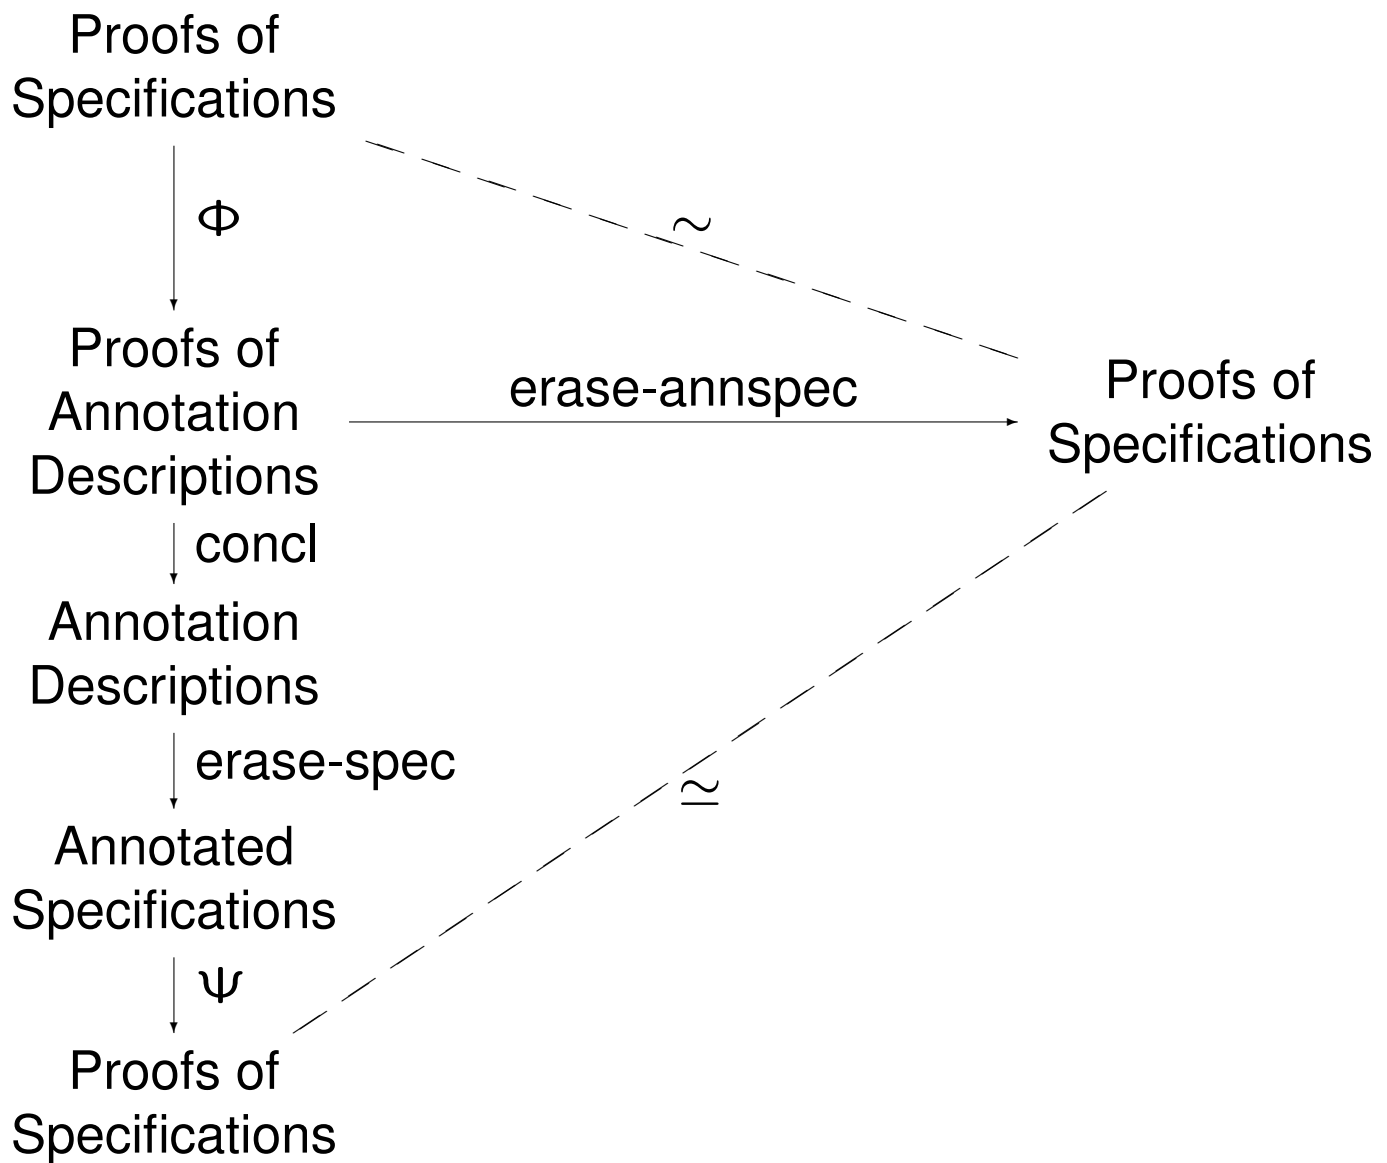 Proofs of
Specifications
Φ
∼
Proofs of
Annotation
Descriptions
erase-annspec
Proofs of
Specifications
concl
Annotation
Descriptions
erase-spec
≃
Annotated
Specifications
Ψ
Proofs of
Specifications